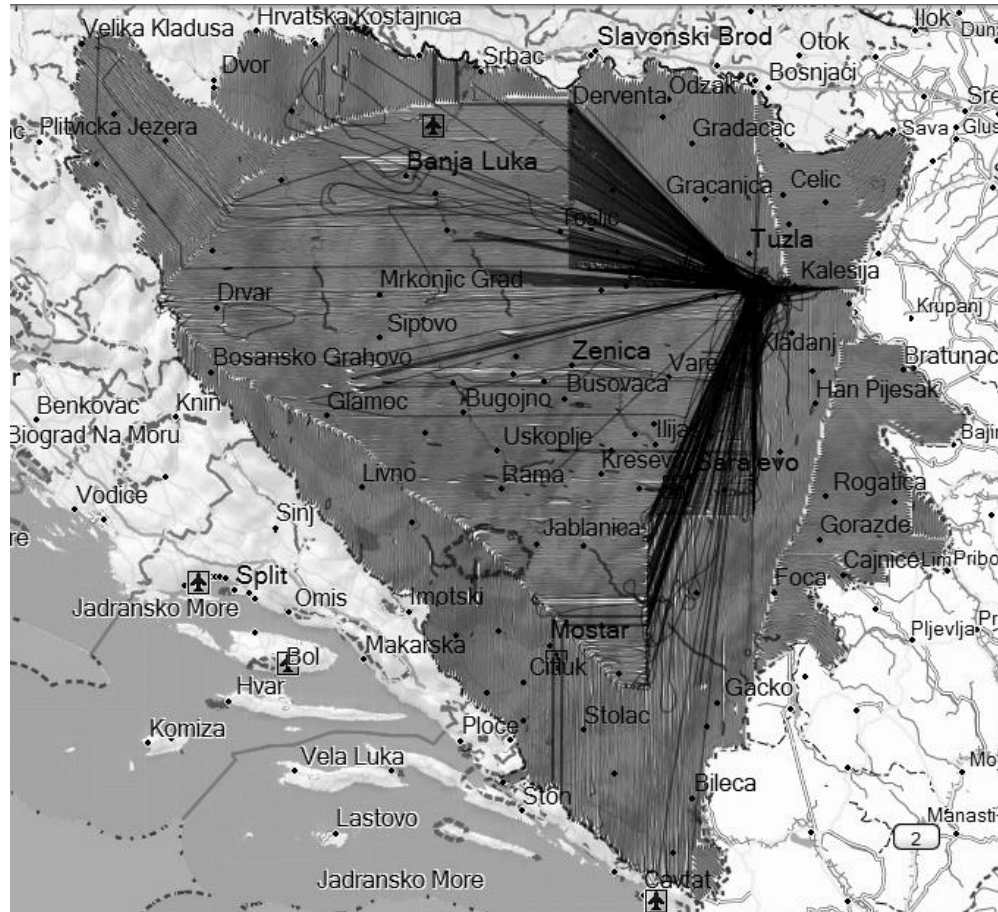 Velika Kladusa
Hrvatska Kostajnica
Ilok
Slavonski Brod
Otok
Dvor
Srbac
Bosnjaci
Derventa
Odzak
Plitvicka Jezera
Gradacac
Sava
Banja Luka
Gracanica
Celic
Teslic
Tuzla
Kalesija
Mrkonjic Grad
Drvar
Krupanj
Sipovo
Kladanj
Bosansko Grahovo
Zenica
Bratunac
Busovaca
Han Pijesak
Benkovac
Knin
Glamoc
Bugojno
Biograd Na Moru
Uskoplje
Kresevo
Sarajevo
Livno
Rama
Rogatica
Vodice
Sinj
Jablanica
Gorazde
Cajnice
Lim
Split
Foca
Jadransko More
Omis
Imotski
Pljevlja
Mostar
Makarska
Bol
Citluk
Hvar
Gacko
Stolac
Komiza
Ploce
Vela Luka
Bileca
Ston
Lastovo
2
Jadransko More
Cavtat